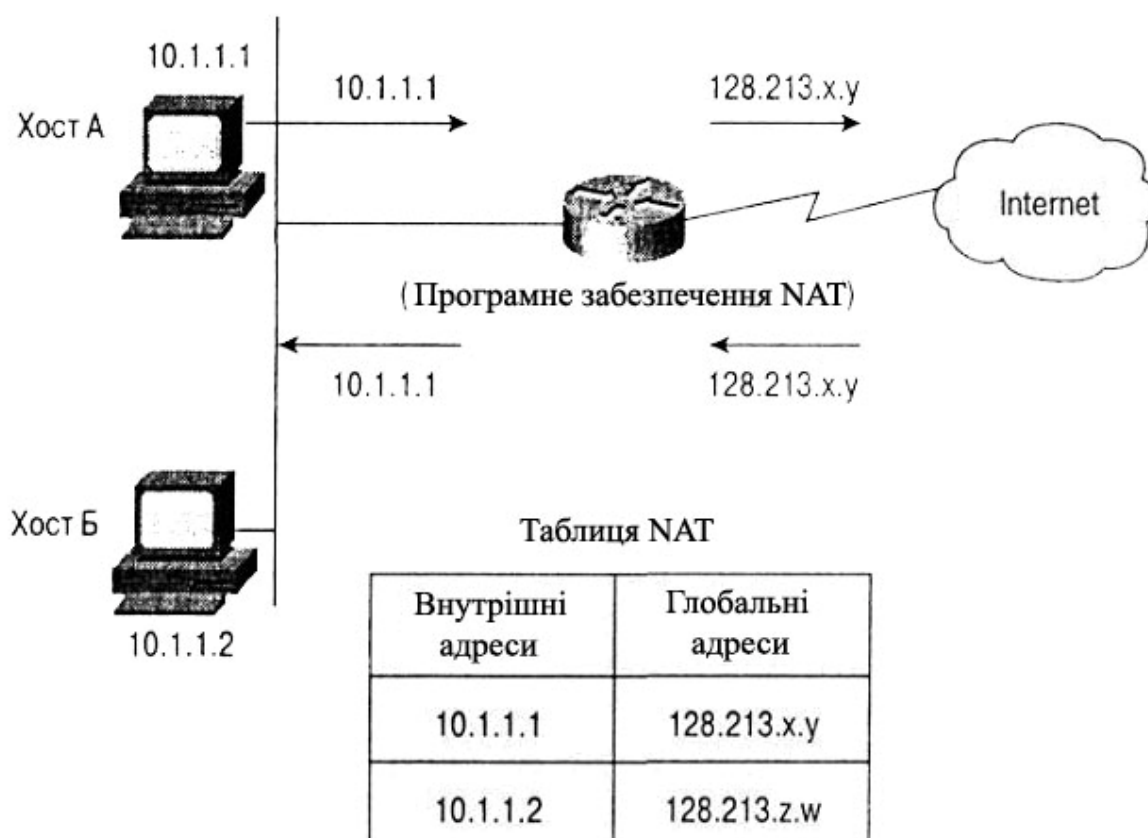 10.1.1.1
Хост А
10.1.1.1
128.213.x.y
Internet
(Програмне забезпечення NAT)
10.1.1.1
128.213.x.y
Хост Б
10.1.1.2
Таблиця NAT
Внутрішні адреси
Глобальні адреси
10.1.1.1
128.213.x.y
10.1.1.2
128.213.z.w